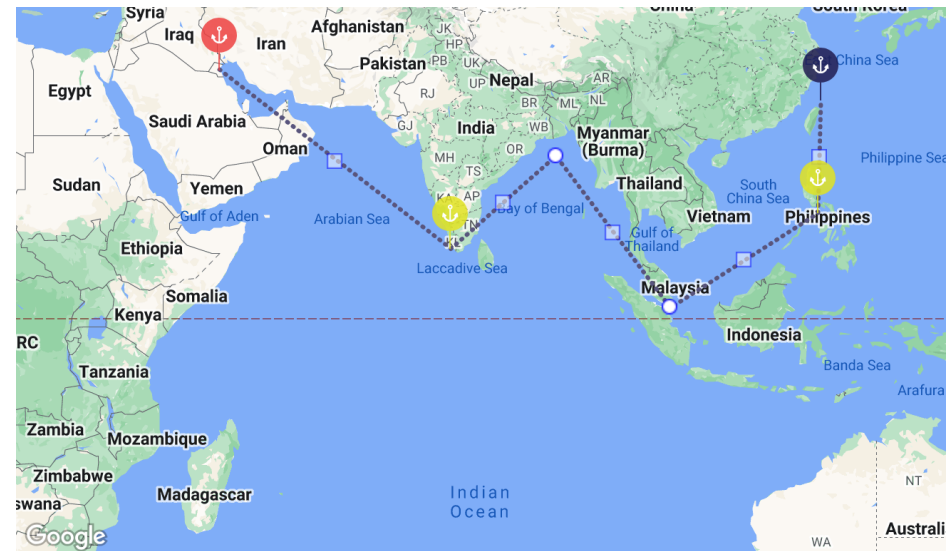 Syria
China
South Korea
Afghanistan
Iraq
Iran
JK
HP
Pakistan
PB
UK
China Sea
Egypt
Nepal
AR
RJ
UP
NL
BR
ML
Saudi Arabia
GJ
India
WB
Myanmar
(Burma)
Oman
OR
MH
Philippine Sea
TS
Sudan
Yemen
Thailand
South
China Sea
KA
AP
Gulf of Aden
Arabian Sea
Bay of Bengal
Vietnam
Philippines
TN
Gulf of
Thailand
KL
Ethiopia
Laccadive Sea
Malaysia
Somalia
Kenya
RC
Indonesia
Tanzania
Banda Sea
Arafura
Zambia
Mozambique
Zimbabwe
swana
Madagascar
Indian
Ocean
NT
Australi
WA
Google